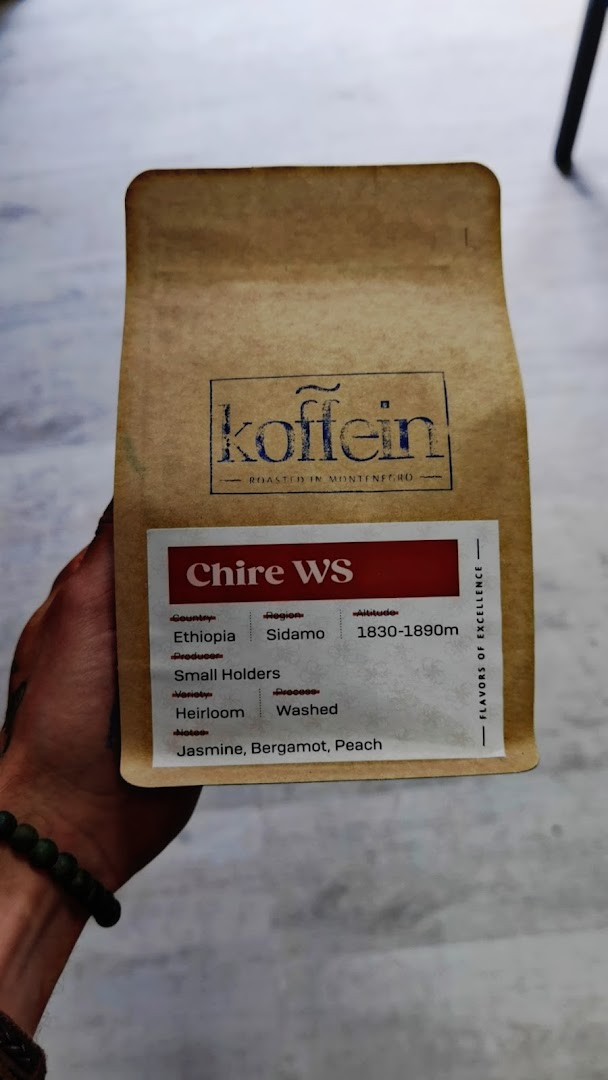 koffein
ROASTED IN MONTENEGRO
Chire WS
Country Region Altitude
Ethiopia Sidamo 1830-1890m
Producer
Small Holders
Variety Process
Heirloom Washed
Notes
Jasmine, Bergamot, Peach
FLAVORS OF EXCELLENCE